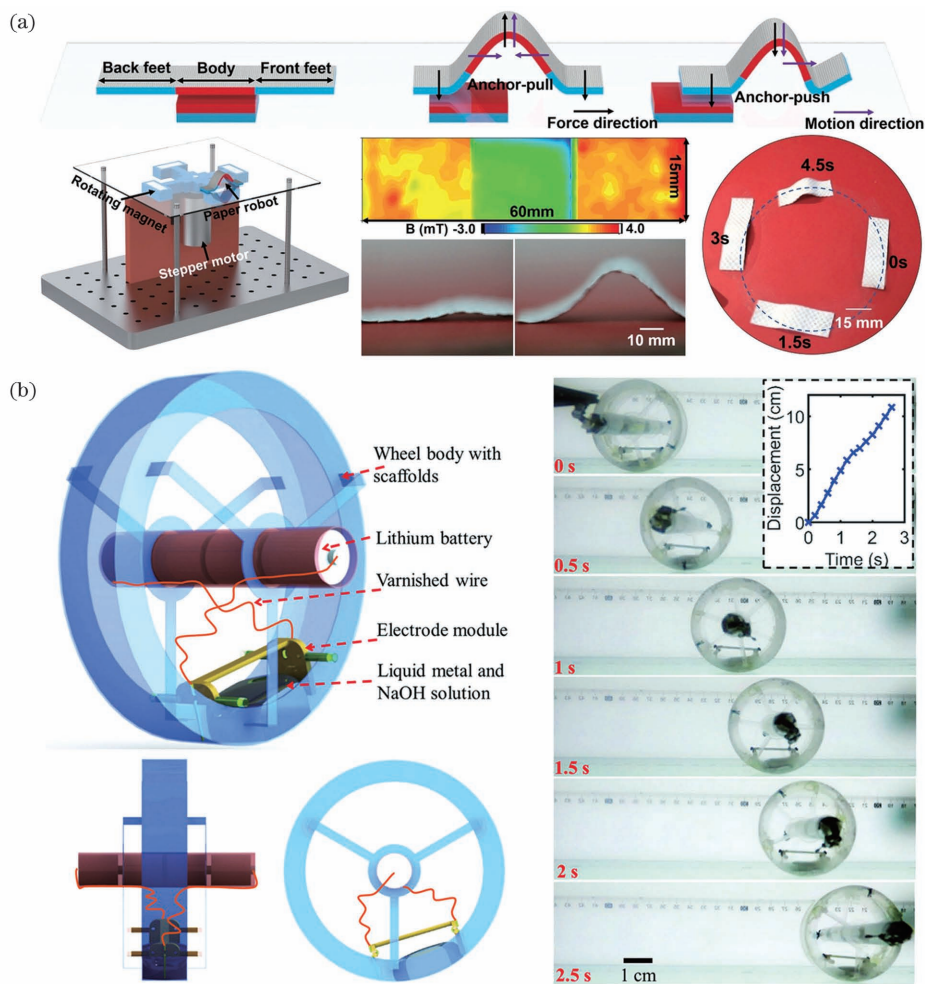 (a)
Back feet
Body
Front feet
Anchor-pull
Force direction
Anchor-push
Motion direction
Rotating magnet
Paper robot
Stepper motor
15mm
60mm
B (mT) -3.0
4.0
10 mm
4.5s
3s
0s
1.5s
15 mm
(b)
Wheel body with
scaffolds
Lithium battery
Varnished wire
Electrode module
Liquid metal and
NaOH solution
0 s
0.5s
1s
1.5s
2 s
2.5 s
1 cm
Displacement (cm)
10
5
0
0 1 2 3
Time (s)